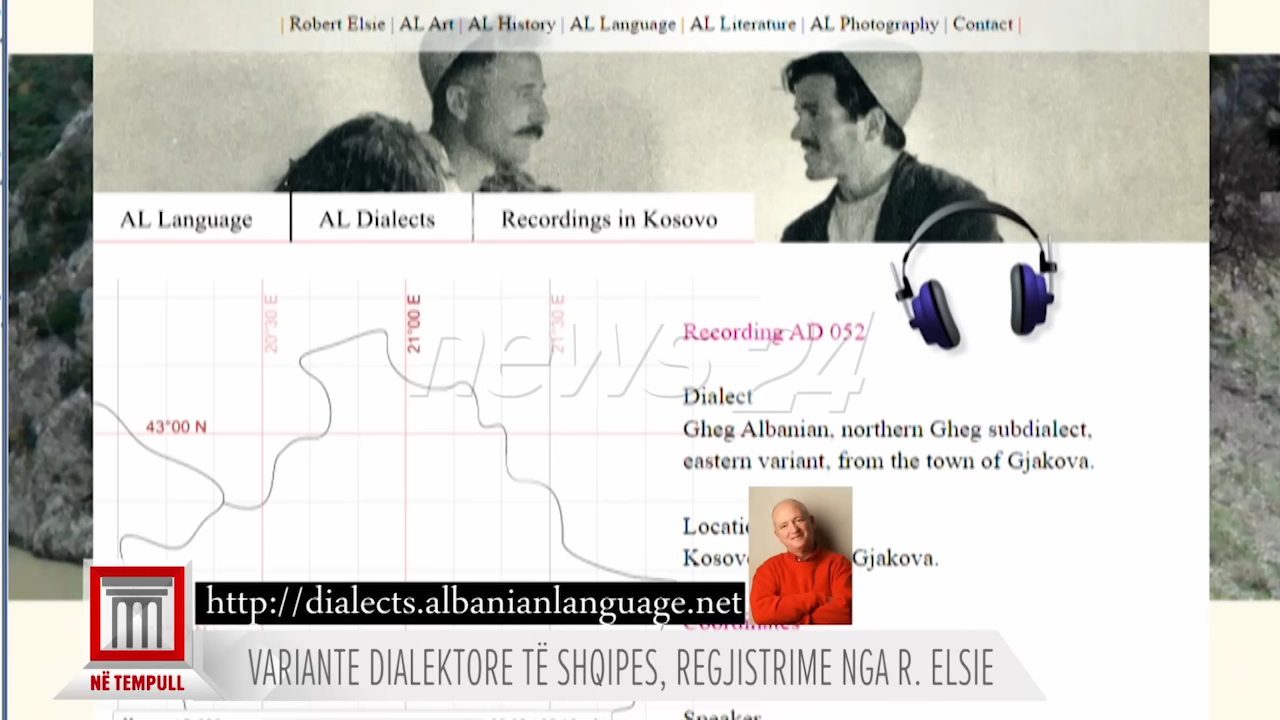 | Robert Elsie | AL Art | AL History | AL Language | AL Literature | AL Photography | Contact |
AL Language
AL Dialects
Recordings in Kosovo
20°30 E
21°00 E
21°30 E
news 24
Recording AD 052
Dialect
43°00 N
Gheg Albanian, northern Gheg subdialect,
eastern variant, from the town of Gjakova.
Gjakova.
http://dialects.albanianlanguage.net
Coordinates
VARIANTE DIALEKTORE TË SHQIPES, REGJISTRIME NGA R. ELSIE
NË TEMPULL
Speaker